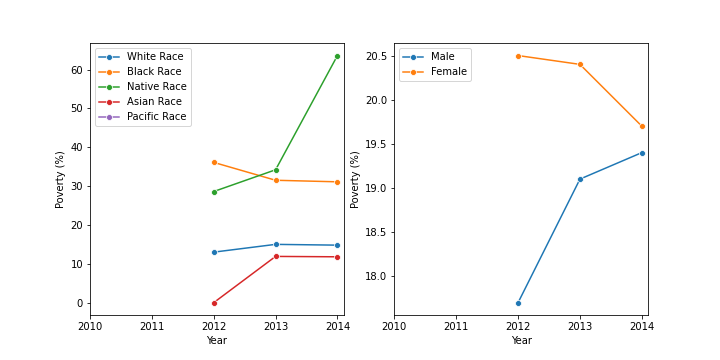 White Race
Black Race
Native Race
Asian Race
Pacific Race
60
50
40
30
20
10
0
Poverty (%)
2010 2011 2012 2013 2014
Year
Male
Female
20.5
20.0
19.5
19.0
18.5
18.0
Poverty (%)
2010 2011 2012 2013 2014
Year